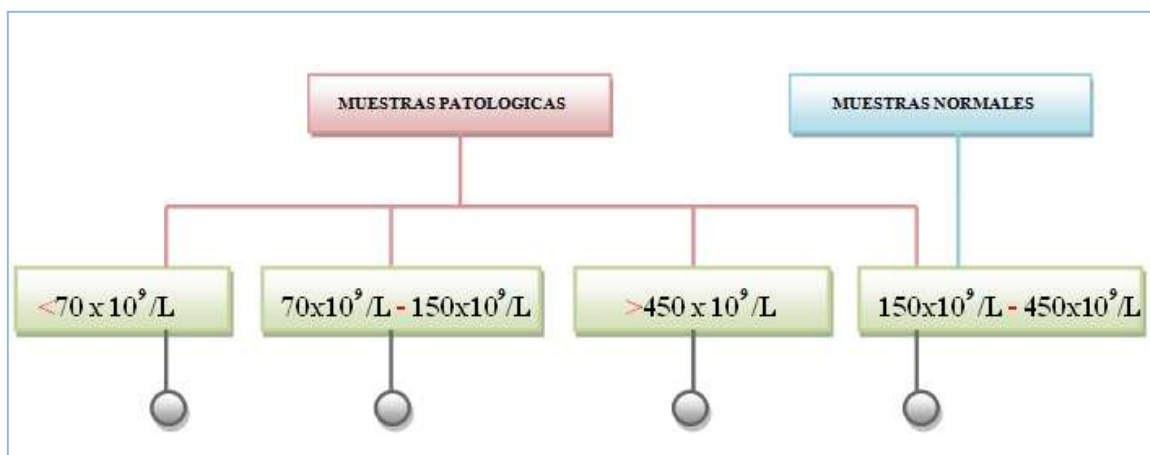 MUESTRAS PATOLOGICAS
MUESTRAS NORMALES
<70 x 10⁹/L
70x10⁹/L - 150x10⁹/L
>450 x 10⁹/L
150x10⁹/L - 450x10⁹/L